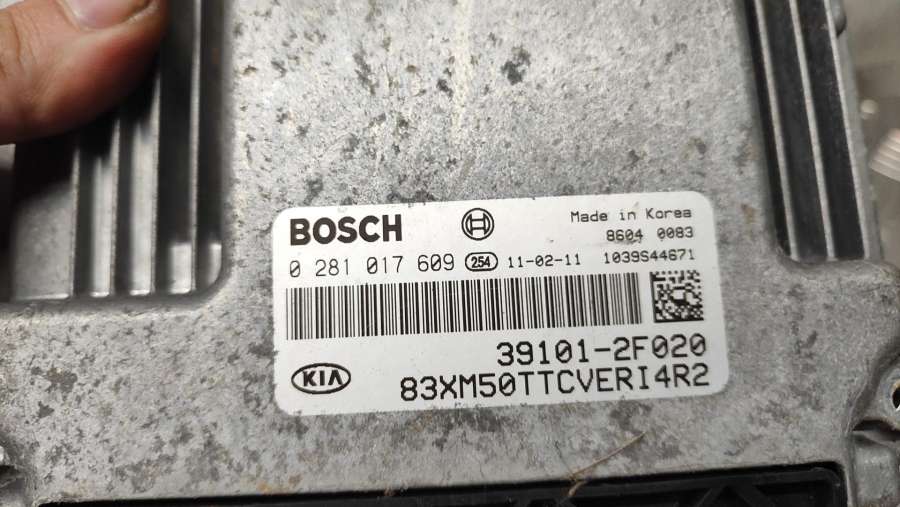 BOSCH
Made in Korea
8604 0083
0 281 017 609 254 11-02-11 1039S44671
39101-2F020
KIA 83XM50TTCVERI4R2